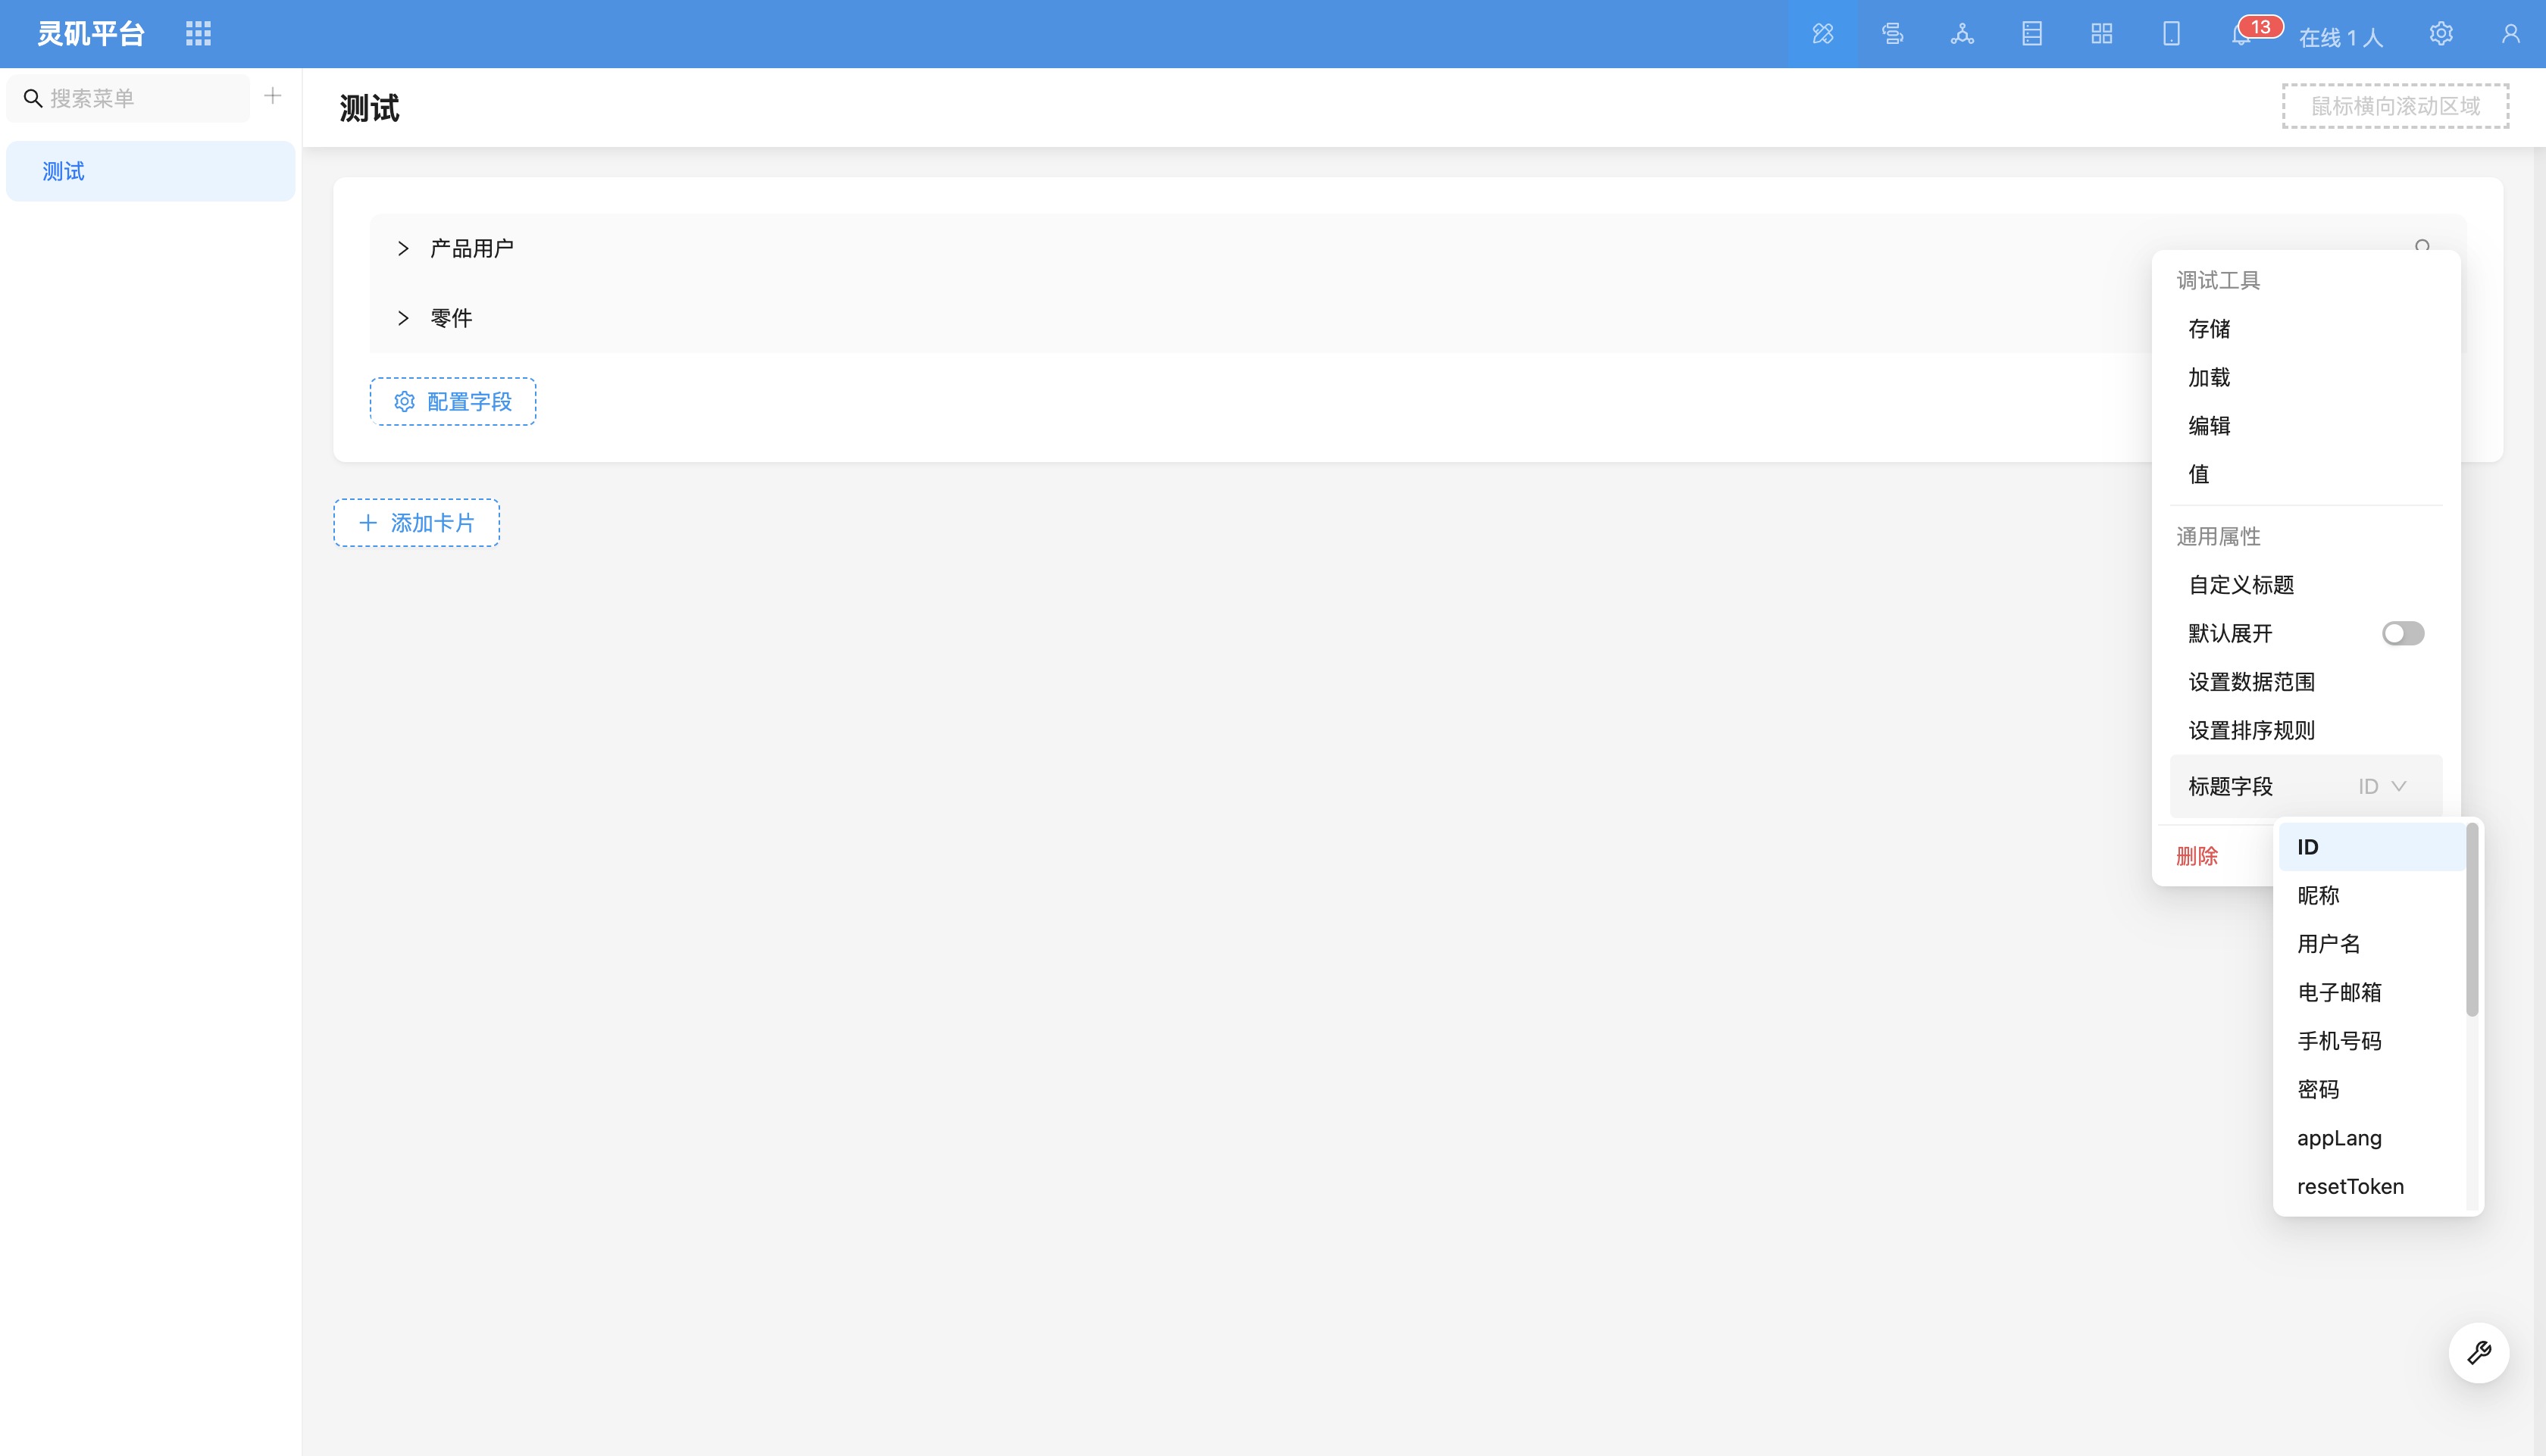 灵矶平台
13
在线 1 人
搜索菜单
测试
测试
鼠标横向滚动区域
产品用户
零件
配置字段
添加卡片
调试工具
存储
加载
编辑
值
通用属性
自定义标题
默认展开
设置数据范围
设置排序规则
标题字段 ID
删除
ID
昵称
用户名
电子邮箱
手机号码
密码
appLang
resetToken